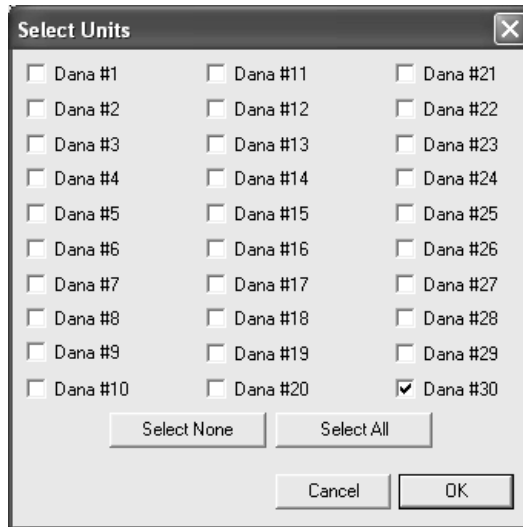 Select Units
Dana #1 Dana #11 Dana #21
Dana #2 Dana #12 Dana #22
Dana #3 Dana #13 Dana #23
Dana #4 Dana #14 Dana #24
Dana #5 Dana #15 Dana #25
Dana #6 Dana #16 Dana #26
Dana #7 Dana #17 Dana #27
Dana #8 Dana #18 Dana #28
Dana #9 Dana #19 Dana #29
Dana #10 Dana #20 Dana #30
Select None Select All
Cancel OK